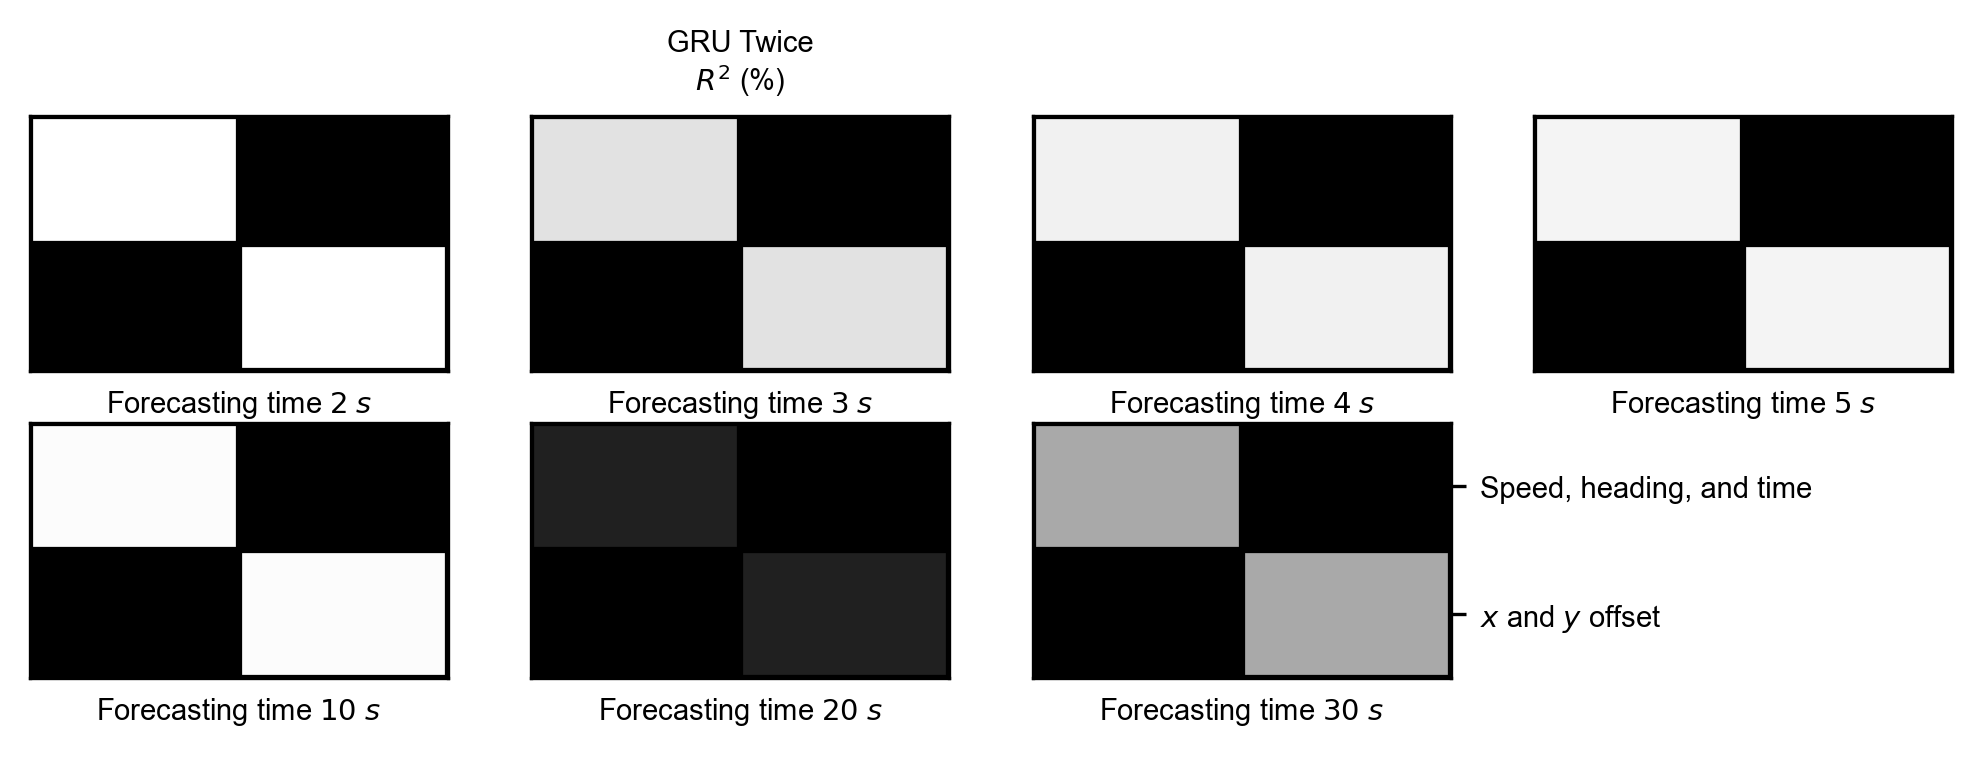 GRU Twice
R² (%)
Forecasting time 2 s
Forecasting time 3 s
Forecasting time 4 s
Forecasting time 5 s
Speed, heading, and time
x and y offset
Forecasting time 10 s
Forecasting time 20 s
Forecasting time 30 s